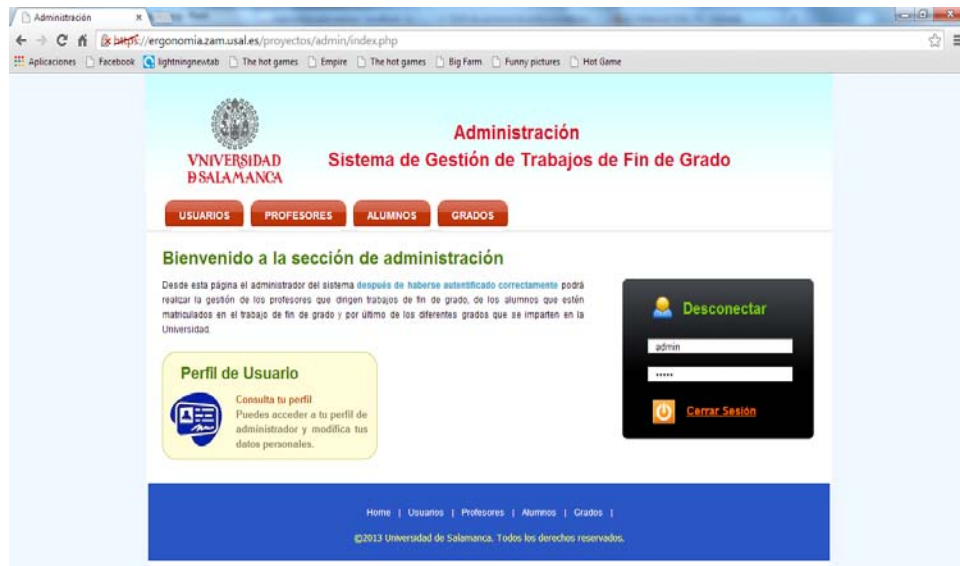 Administración
https://ergonomia.zam.usal.es/proyectos/admin/index.php
Aplicaciones Facebook lightningnewtab The hot games Empire The hot games Big Farm Funny pictures Hot Game
VNiVERSiDAD
D SALAMANCA
Administración
Sistema de Gestión de Trabajos de Fin de Grado
USUARIOS PROFESORES ALUMNOS GRADOS
Bienvenido a la sección de administración
Desde esta página el administrador del sistema después de haberse autentificado correctamente podrá
realizar la gestión de los profesores que dirigen trabajos de fin de grado, de los alumnos que estén
matriculados en el trabajo de fin de grado y por último de los diferentes grados que se imparten en la
Universidad.
Desconectar
admin
•••••
Cerrar Sesión
Perfil de Usuario
Consulta tu perfil
Puedes acceder a tu perfil de
administrador y modifica tus
datos personales.
Home | Usuarios | Profesores | Alumnos | Grados |
©2013 Universidad de Salamanca. Todos los derechos reservados.